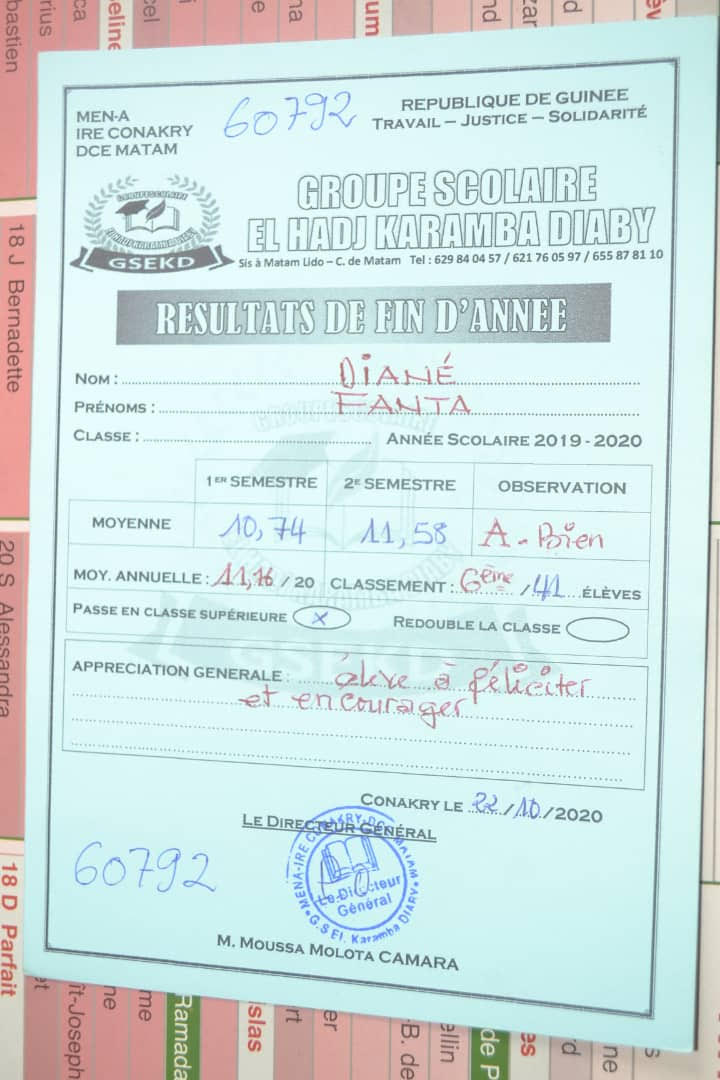 MEN-A
IRE CONAKRY
DCE MATAM
60792
REPUBLIQUE DE GUINEE
TRAVAIL – JUSTICE – SOLIDARITÉ
GROUPE SCOLAIRE
EL HADJ KARAMBA DIABY
GSEKD
Sis à Matam Lido – C. de Matam Tel : 629 84 04 57 / 621 76 05 97 / 655 87 81 10
RESULTATS DE FIN D'ANNEE
NOM : DIANÉ
PRÉNOMS : FANTA
CLASSE : ANNÉE SCOLAIRE 2019 - 2020
1ER SEMESTRE 2E SEMESTRE OBSERVATION
MOYENNE 10,74 11,58 A. Bien
MOY. ANNUELLE : 11,16 / 20 CLASSEMENT : 6ème / 41 ÉLÈVES
PASSE EN CLASSE SUPÉRIEURE X REDOUBLE LA CLASSE
APPRECIATION GENERALE : élève à féliciter
et encourager
CONAKRY LE 22/10/2020
LE DIRECTEUR GÉNÉRAL
60792
Le Directeur
Général
M. MOUSSA MOLOTA CAMARA
18 J Bernadette
20 S Alessandra
18 D Parfait